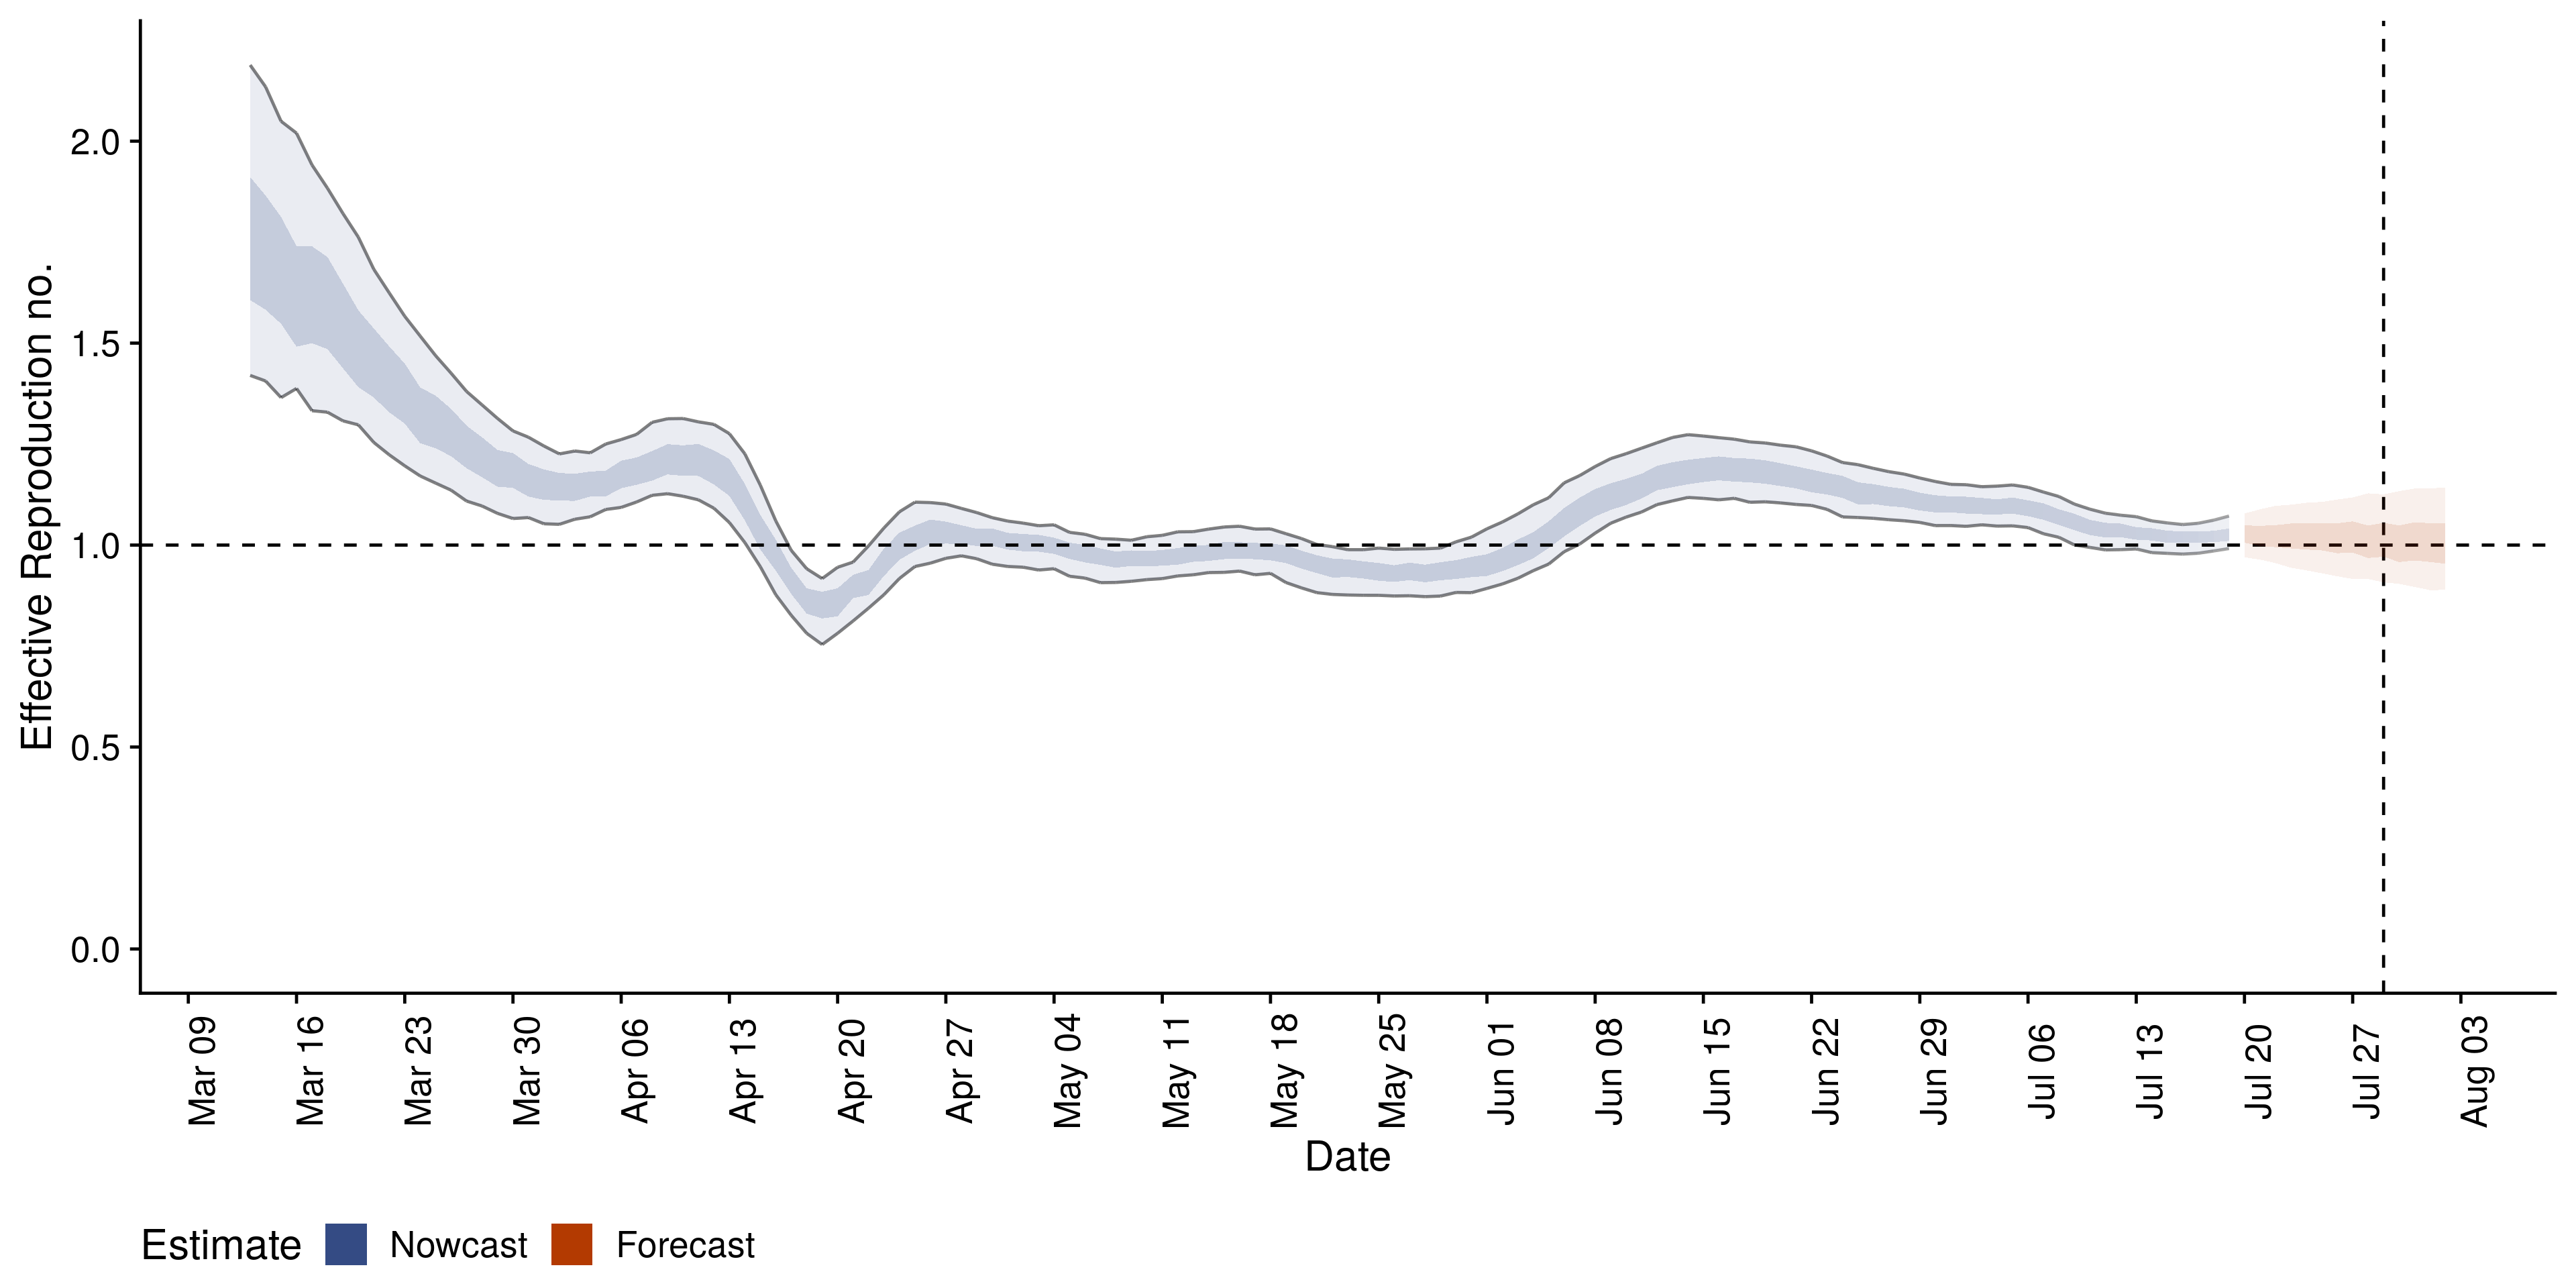 Effective Reproduction no.
2.0
1.5
1.0
0.5
0.0
Mar 09
Mar 16
Mar 23
Mar 30
Apr 06
Apr 13
Apr 20
Apr 27
May 04
May 11
May 18
May 25
Jun 01
Jun 08
Jun 15
Jun 22
Jun 29
Jul 06
Jul 13
Jul 20
Jul 27
Aug 03
Date
Estimate Nowcast Forecast